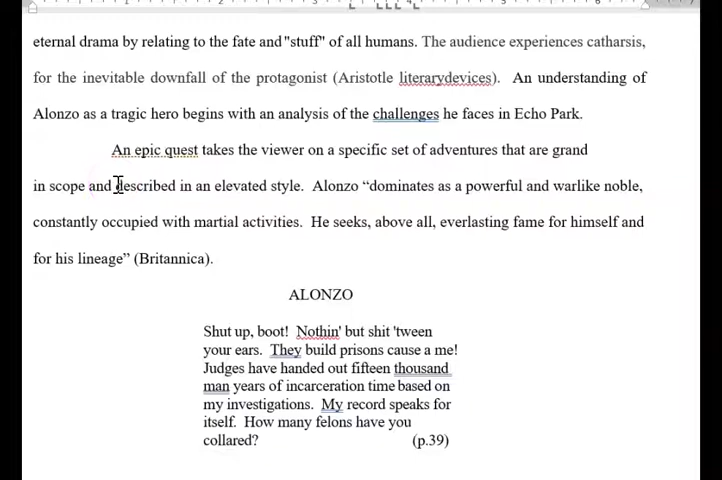 eternal drama by relating to the fate and "stuff" of all humans. The audience experiences catharsis,
for the inevitable downfall of the protagonist (Aristotle literarydevices). An understanding of
Alonzo as a tragic hero begins with an analysis of the challenges he faces in Echo Park.
An epic quest takes the viewer on a specific set of adventures that are grand
in scope and described in an elevated style. Alonzo “dominates as a powerful and warlike noble,
constantly occupied with martial activities. He seeks, above all, everlasting fame for himself and
for his lineage” (Britannica).
ALONZO
Shut up, boot! Nothin' but shit 'tween
your ears. They build prisons cause a me!
Judges have handed out fifteen thousand
man years of incarceration time based on
my investigations. My record speaks for
itself. How many felons have you
collared? (p.39)